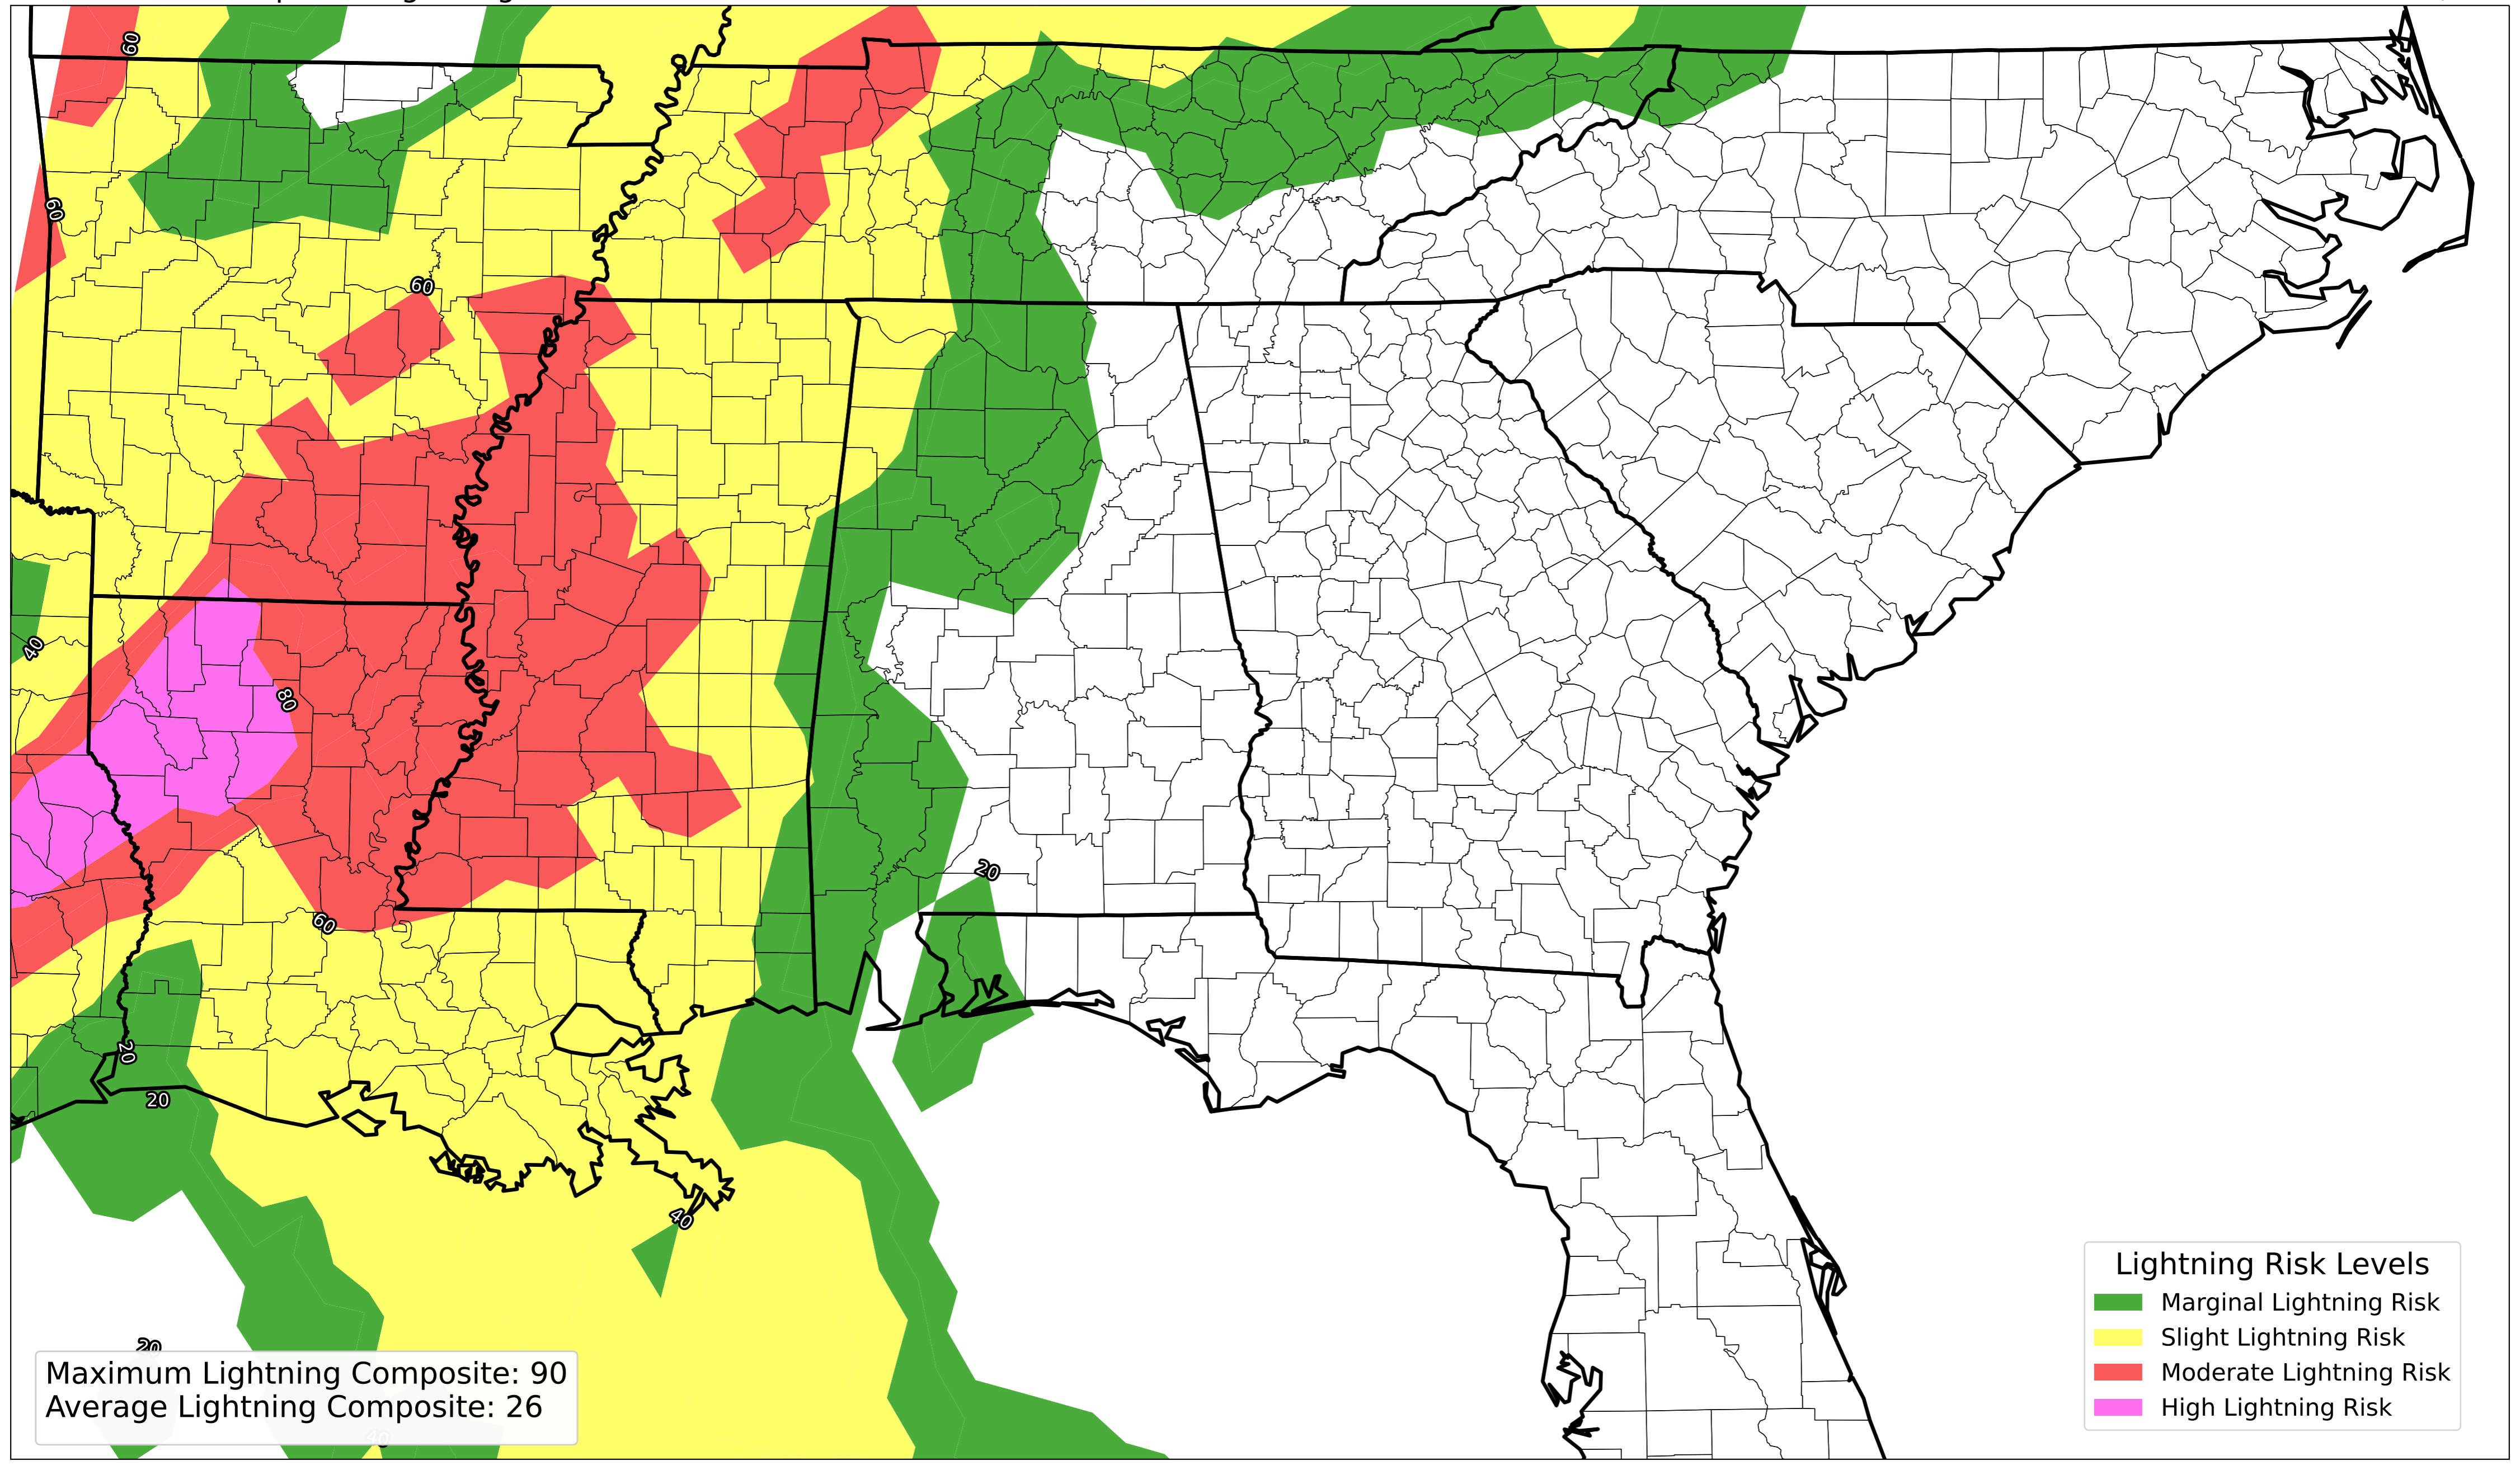 60
60
60
40
80
20
60
20
20
40
20
Maximum Lightning Composite: 90
Average Lightning Composite: 26
40
Lightning Risk Levels
Marginal Lightning Risk
Slight Lightning Risk
Moderate Lightning Risk
High Lightning Risk